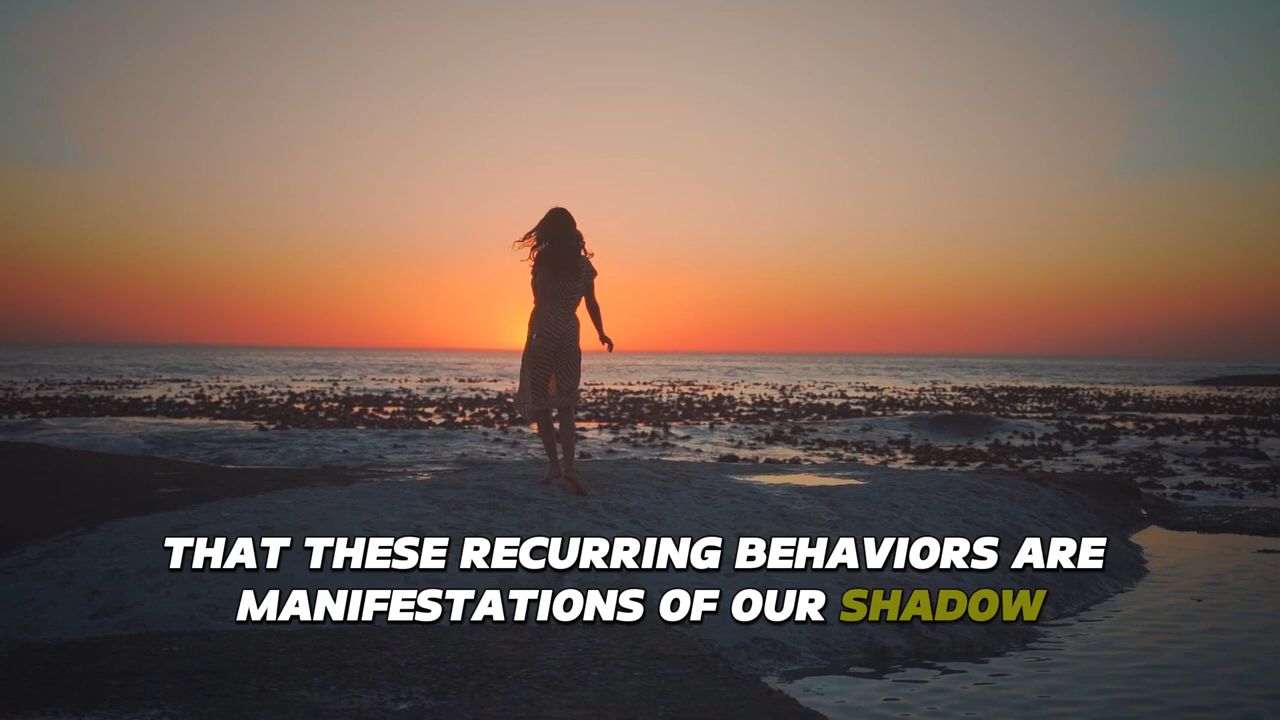 THAT THESE RECURRING BEHAVIORS ARE
MANIFESTATIONS OF OUR SHADOW